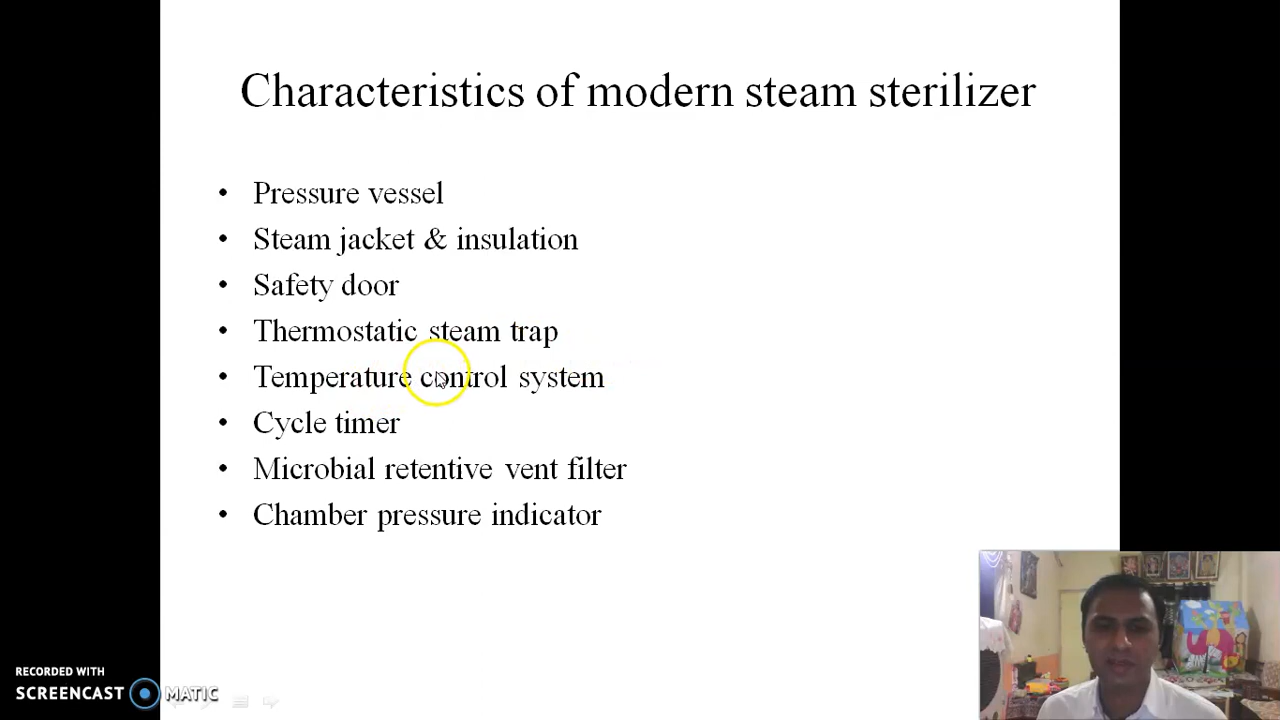 Characteristics of modern steam sterilizer
• Pressure vessel
• Steam jacket & insulation
• Safety door
• Thermostatic steam trap
• Temperature control system
• Cycle timer
• Microbial retentive vent filter
• Chamber pressure indicator
RECORDED WITH
SCREENCAST MATIC